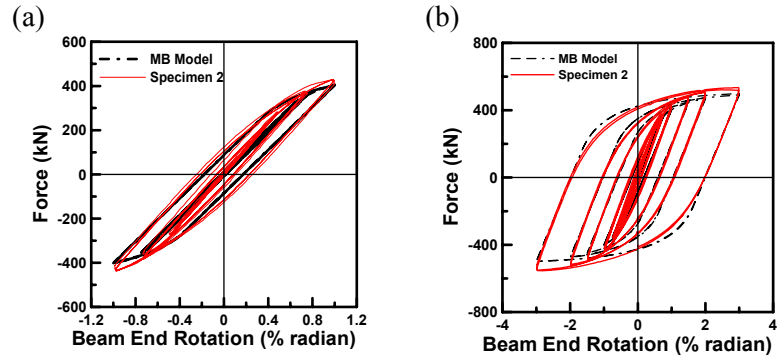 (a)
600
400
200
0
-200
-400
-600
Force (kN)
MB Model
Specimen 2
-1.2 -0.8 -0.4 0 0.4 0.8 1.2
Beam End Rotation (% radian)
(b)
800
400
0
-400
-800
Force (kN)
MB Model
Specimen 2
-4 -2 0 2 4
Beam End Rotation (% radian)